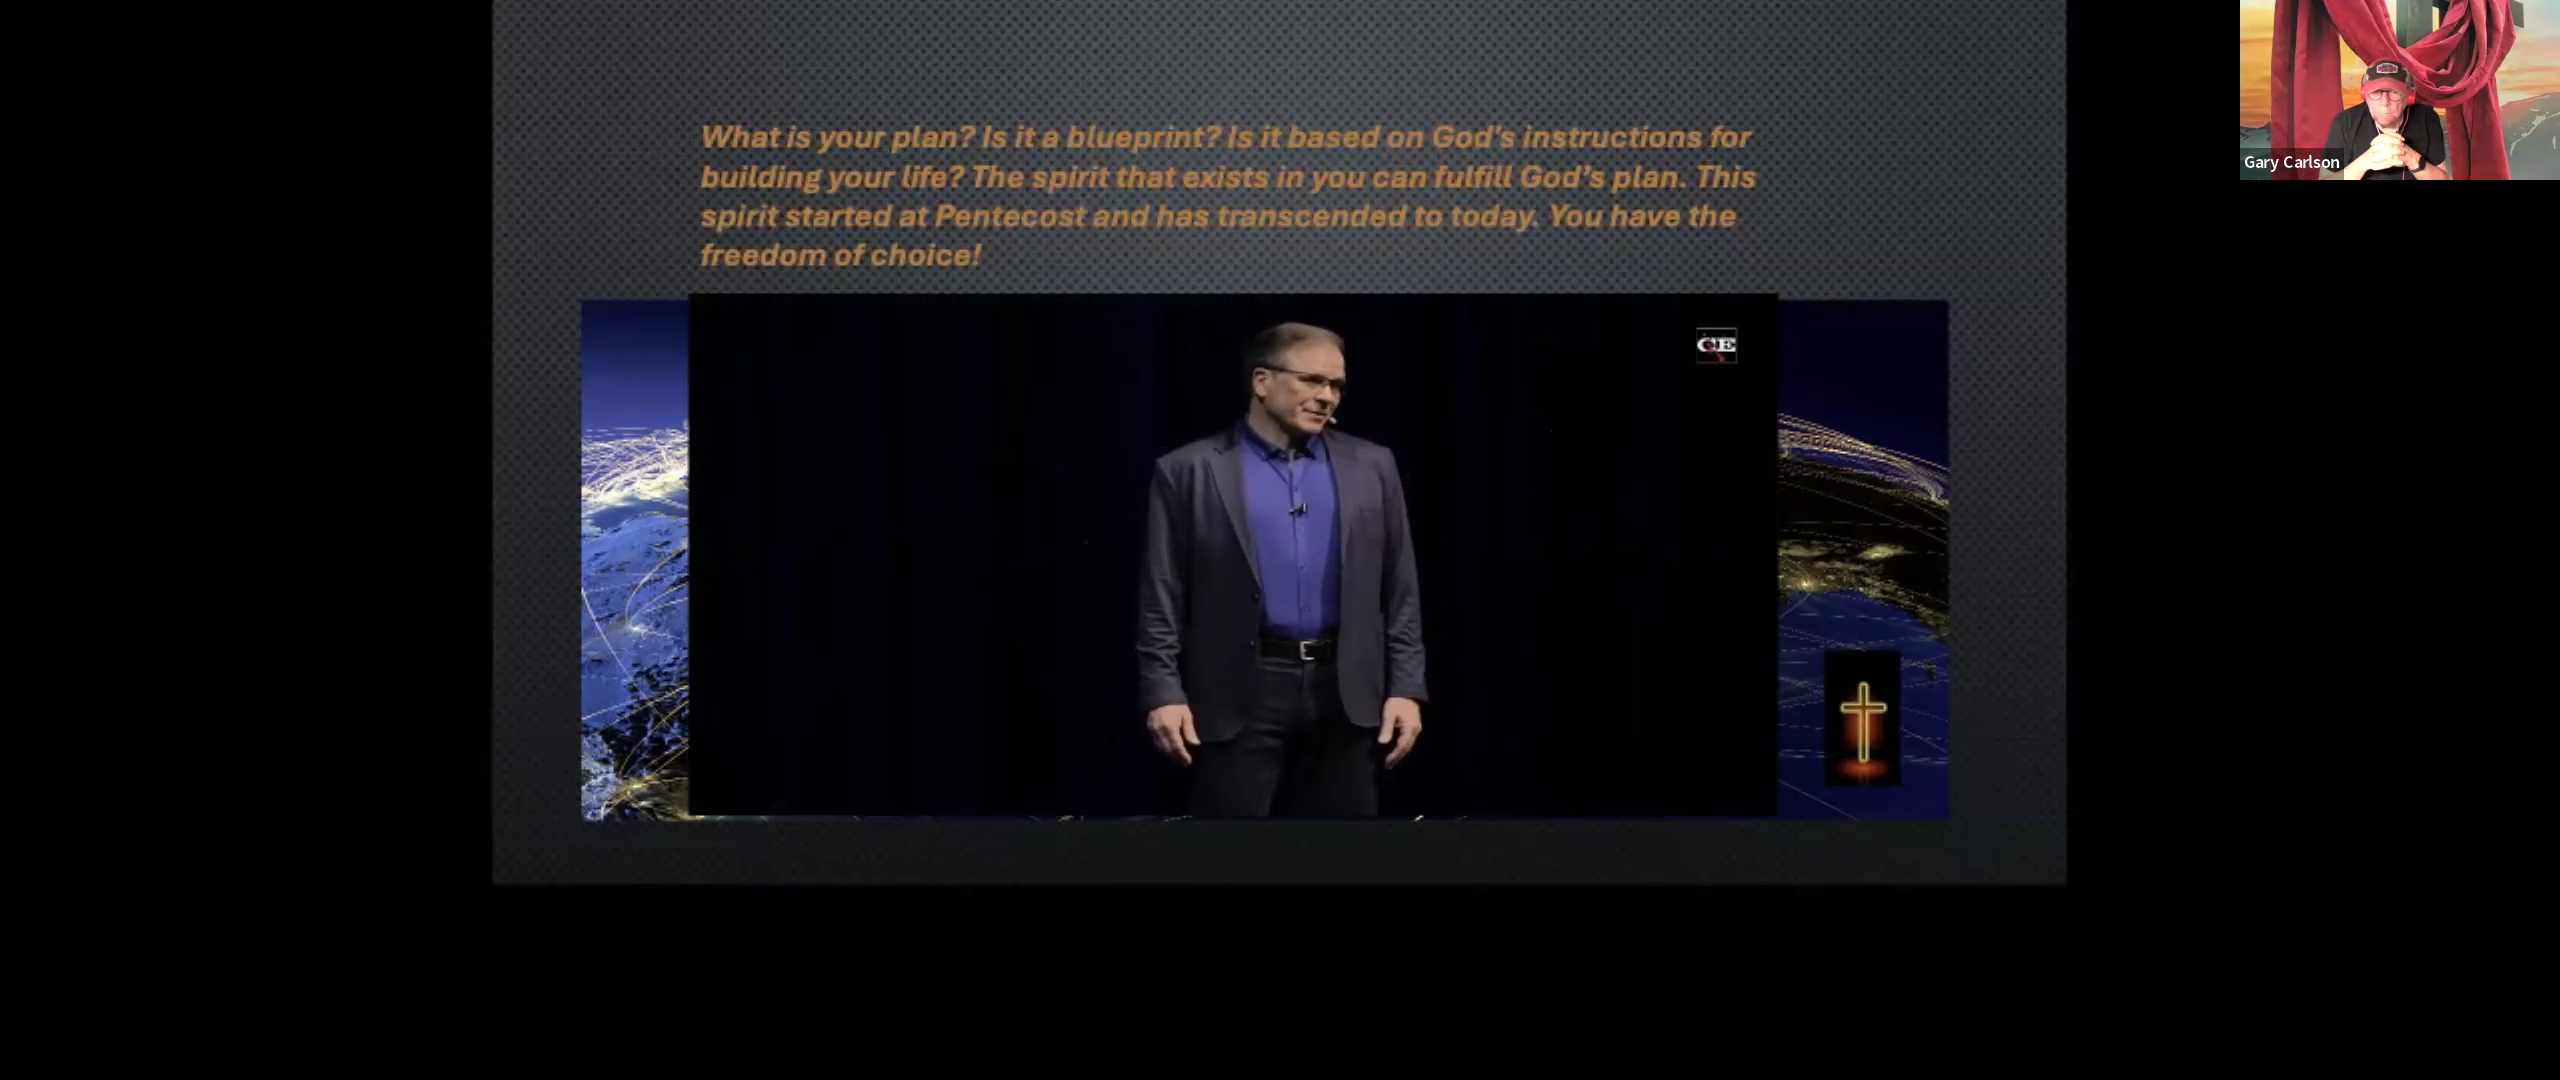 What is your plan? Is it a blueprint? Is it based on God's instructions for
building your life? The spirit that exists in you can fulfill God's plan. This
spirit started at Pentecost and has transcended to today. You have the
freedom of choice!
CE
Gary Carlson